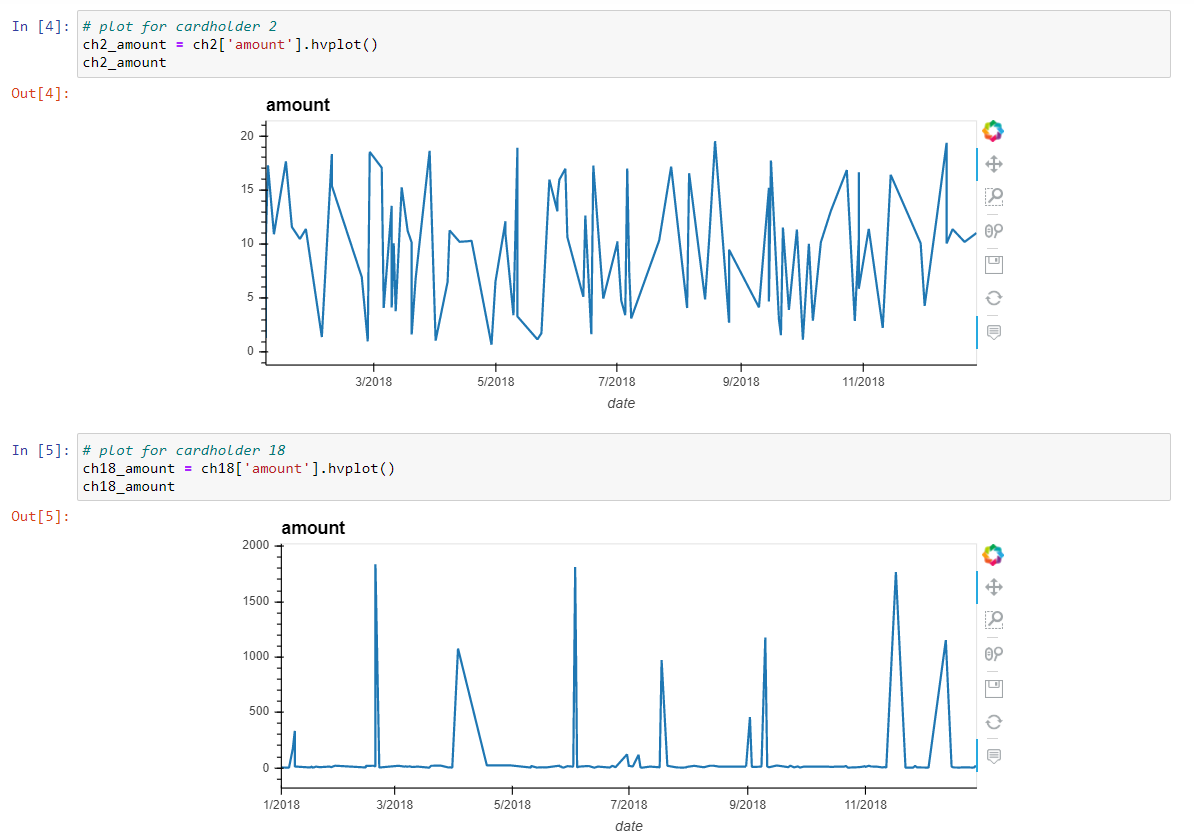 In [4]: # plot for cardholder 2
ch2_amount = ch2['amount'].hvplot()
ch2_amount
Out[4]:
amount
20
15
10
5
0
3/2018 5/2018 7/2018 9/2018 11/2018
date
In [5]: # plot for cardholder 18
ch18_amount = ch18['amount'].hvplot()
ch18_amount
Out[5]:
amount
2000
1500
1000
500
0
1/2018 3/2018 5/2018 7/2018 9/2018 11/2018
date